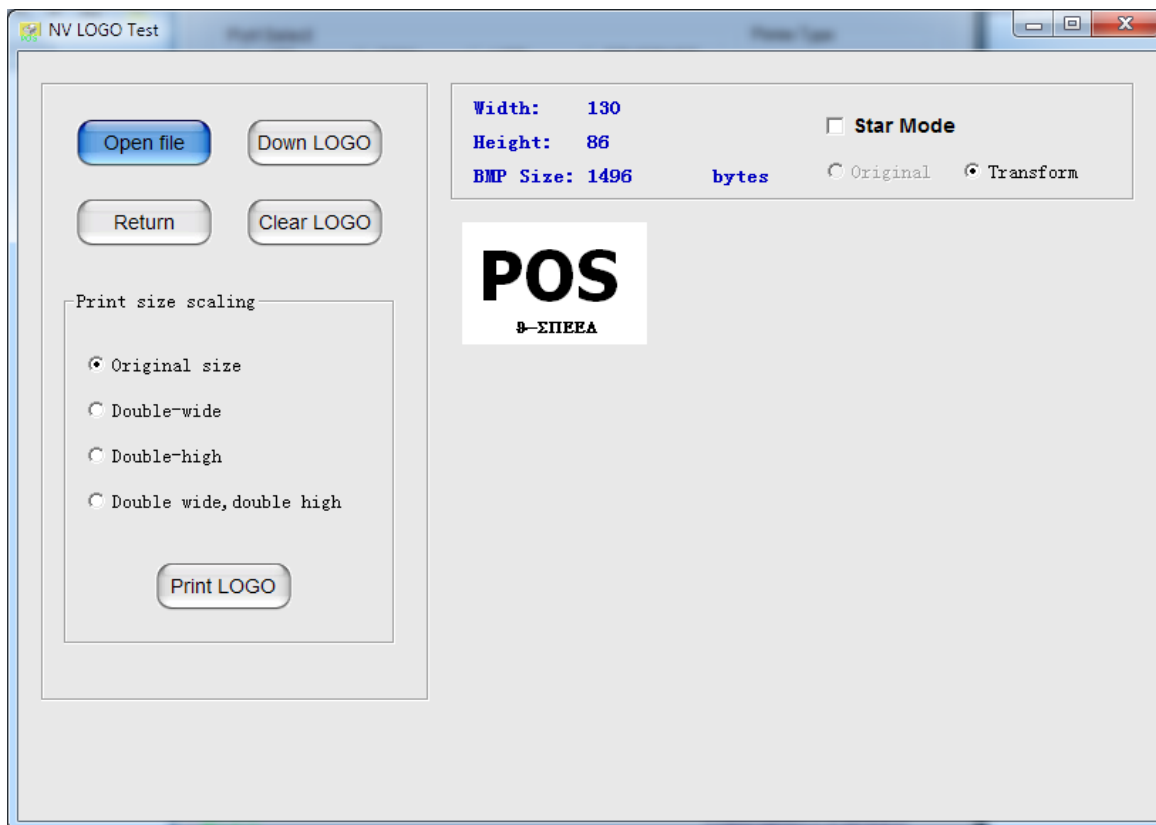 NV LOGO Test
Open file
Down LOGO
Return
Clear LOGO
Print size scaling
Original size
Double-wide
Double-high
Double wide,double high
Print LOGO
Width: 130
Height: 86
BMP Size: 1496 bytes
Star Mode
Original
Transform
POS